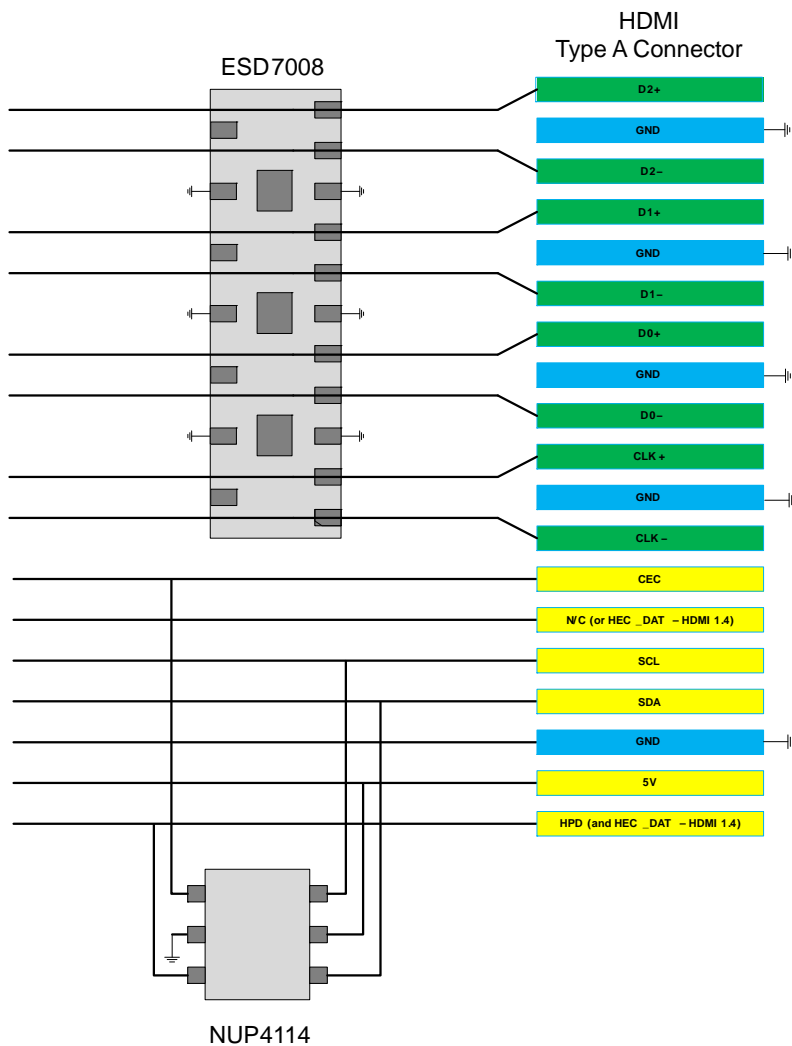 HDMI
Type A Connector
ESD7008
D2+
GND
D2−
D1+
GND
D1−
D0+
GND
D0−
CLK+
GND
CLK−
CEC
N/C (or HEC _DAT – HDMI 1.4)
SCL
SDA
GND
5V
HPD (and HEC _DAT – HDMI 1.4)
NUP4114